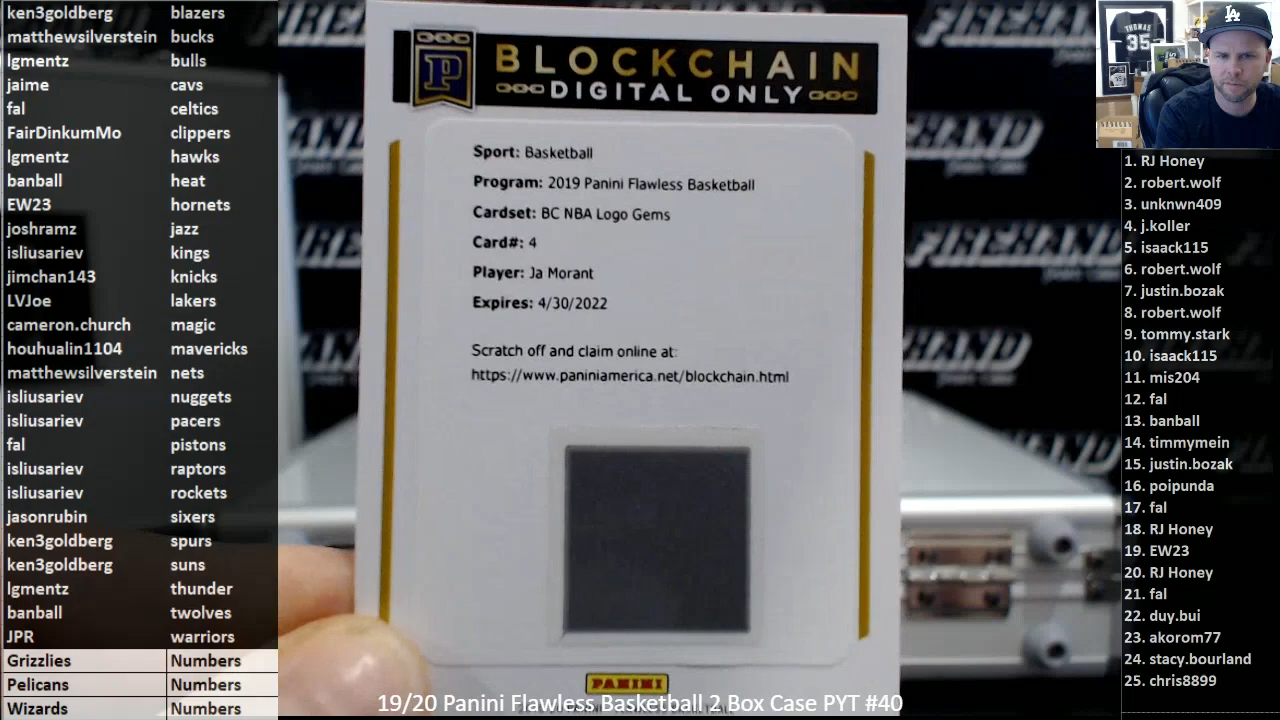 ken3goldberg blazers
matthewsilverstein bucks
lgmentz bulls
jaime cavs
fal celtics
FairDinkumMo clippers
lgmentz hawks
banball heat
EW23 hornets
joshramz jazz
isliusariev kings
jimchan143 knicks
LVJoe lakers
cameron.church magic
houhualin1104 mavericks
matthewsilverstein nets
isliusariev nuggets
isliusariev pacers
fal pistons
isliusariev raptors
isliusariev rockets
jasonrubin sixers
ken3goldberg spurs
ken3goldberg suns
lgmentz thunder
banball twolves
JPR warriors
Grizzlies Numbers
Pelicans Numbers
Wizards Numbers
P
BLOCKCHAIN
DIGITAL ONLY
Sport: Basketball
Program: 2019 Panini Flawless Basketball
Cardset: BC NBA Logo Gems
Card#: 4
Player: Ja Morant
Expires: 4/30/2022
Scratch off and claim online at:
https://www.paniniamerica.net/blockchain.html
PANINI
19/20 Panini Flawless Basketball 2 Box Case PYT #40
FIREHAND
THOMAS
35
LA
1. RJ Honey
2. robert.wolf
3. unknwn409
4. j.koller
5. isaack115
6. robert.wolf
7. justin.bozak
8. robert.wolf
9. tommy.stark
10. isaack115
11. mis204
12. fal
13. banball
14. timmymein
15. justin.bozak
16. poipunda
17. fal
18. RJ Honey
19. EW23
20. RJ Honey
21. fal
22. duy.bui
23. akorom77
24. stacy.bourland
25. chris8899